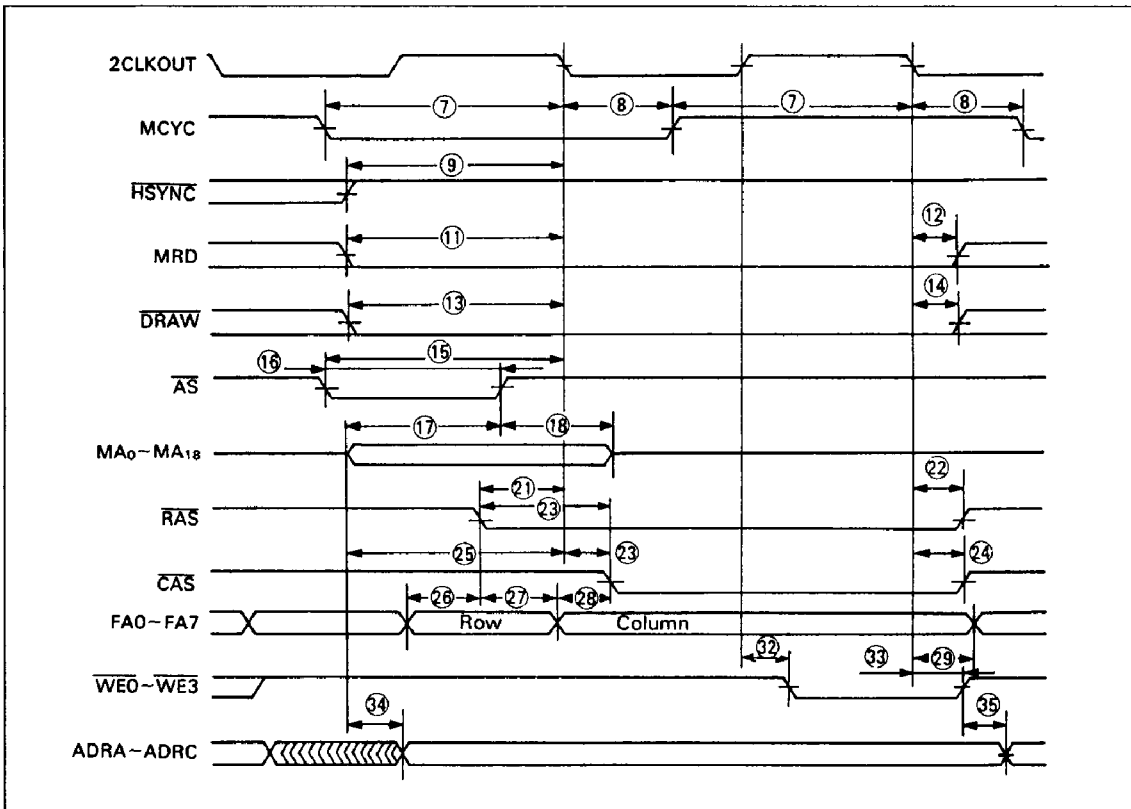 2CLKOUT
⑦ ⑧ ⑦ ⑧
MCYC
⑨
HSYNC
⑪ ⑫
MRD
⑬ ⑭
DRAW
⑮
⑯
AS
⑰ ⑱
MA₀~MA₁₈
㉑ ㉒
㉓
RAS
㉕ ㉓ ㉔
CAS
㉖ ㉗ ㉘
FA0~FA7 Row Column
㉜ ㉝ ㉙
WE0~WE3
㉞ ㉟
ADRA~ADRC